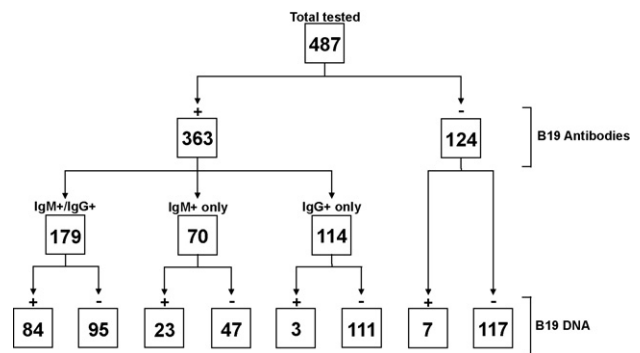 Total tested
487
+ -
363 124 B19 Antibodies
IgM+/IgG+ IgM+ only IgG+ only
179 70 114
+ - + - + - + -
84 95 23 47 3 111 7 117 B19 DNA